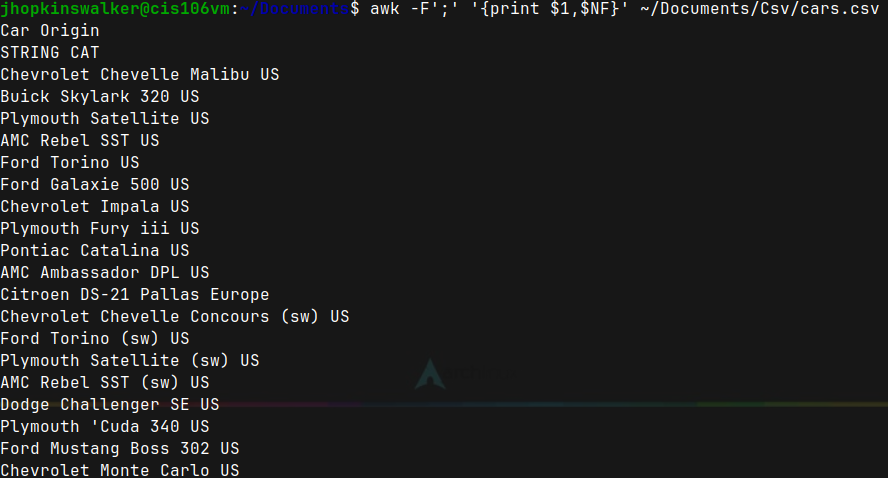 jhopkinswalker@cis106vm:~/Documents$ awk -F';' '{print $1,$NF}' ~/Documents/Csv/cars.csv
Car Origin
STRING CAT
Chevrolet Chevelle Malibu US
Buick Skylark 320 US
Plymouth Satellite US
AMC Rebel SST US
Ford Torino US
Ford Galaxie 500 US
Chevrolet Impala US
Plymouth Fury iii US
Pontiac Catalina US
AMC Ambassador DPL US
Citroen DS-21 Pallas Europe
Chevrolet Chevelle Concours (sw) US
Ford Torino (sw) US
Plymouth Satellite (sw) US
AMC Rebel SST (sw) US
Dodge Challenger SE US
Plymouth 'Cuda 340 US
Ford Mustang Boss 302 US
Chevrolet Monte Carlo US